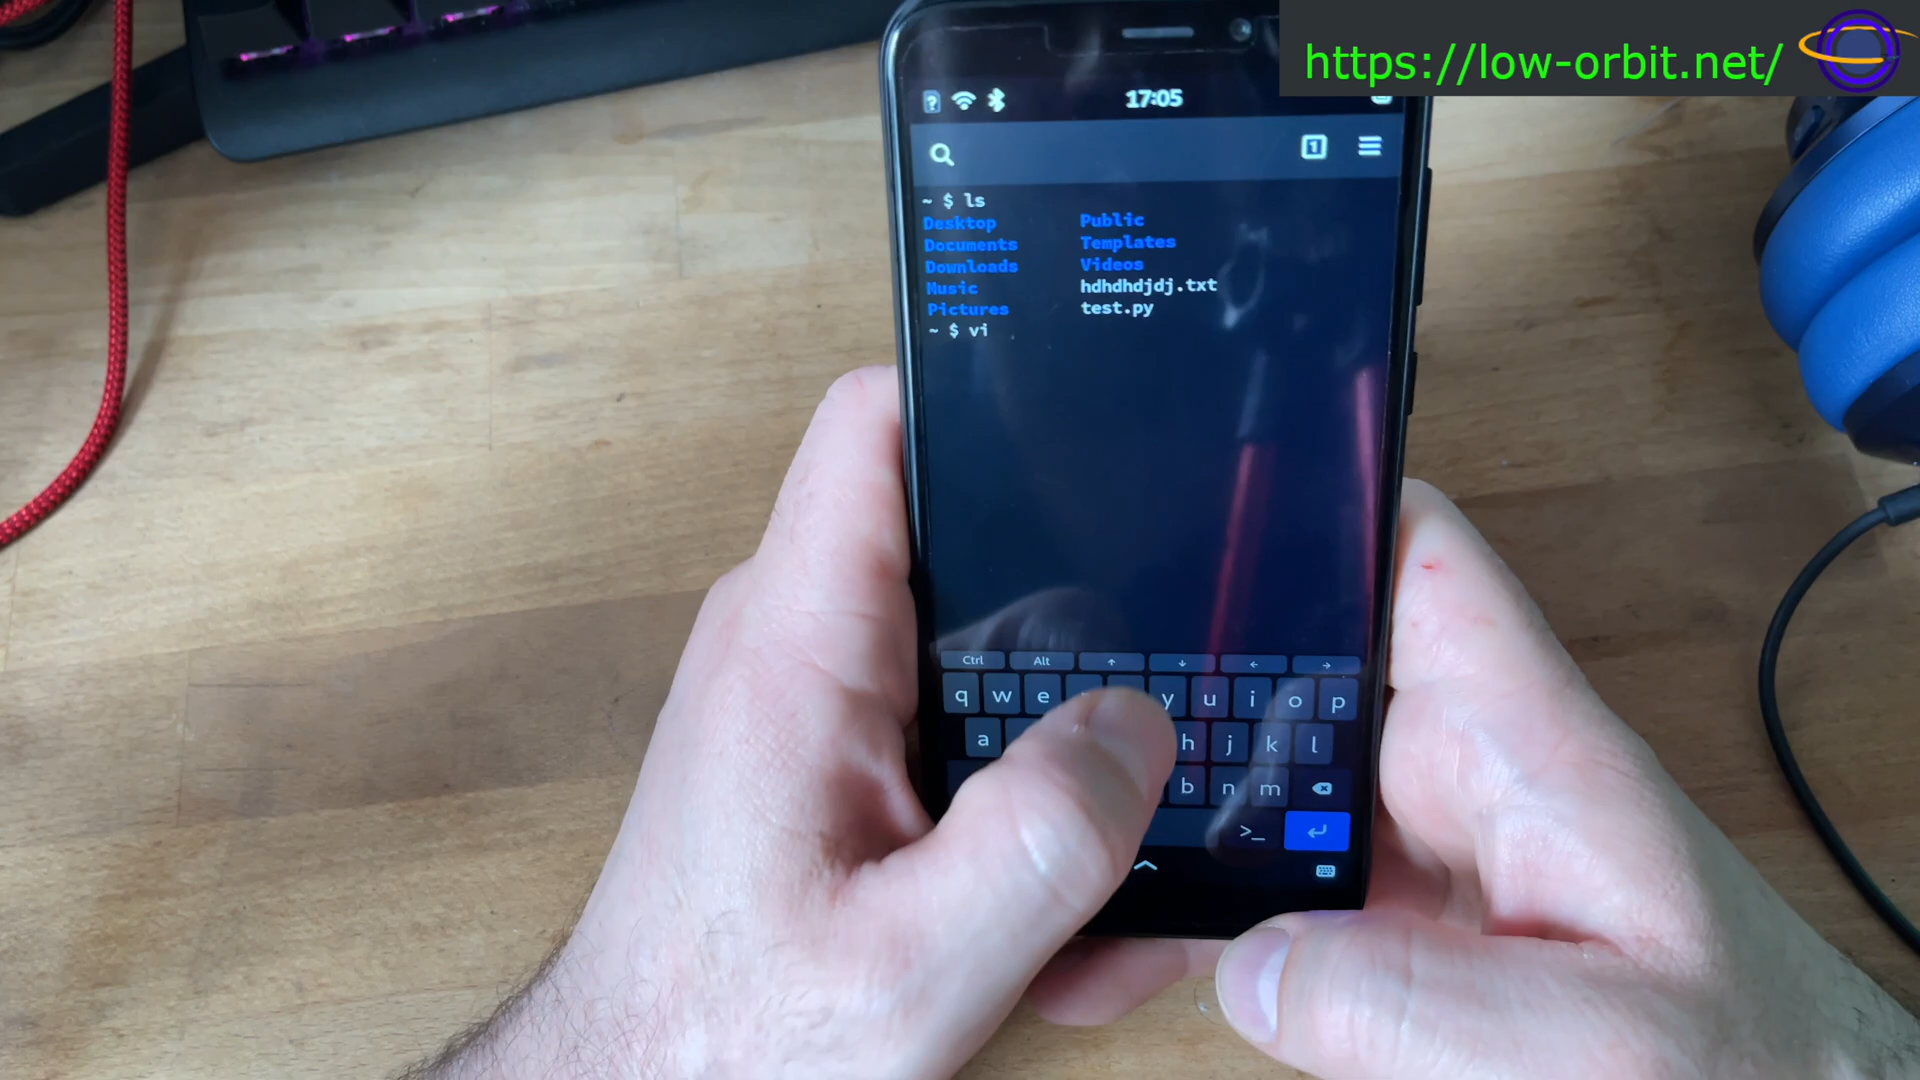 https://low-orbit.net/
17:05
1
~ $ ls
Desktop Public
Documents Templates
Downloads Videos
Music hdhdhdjdj.txt
Pictures test.py
~ $ vi
Ctrl Alt ↑ ↓ ← →
q w e y u i o p
a h j k l
b n m
>_